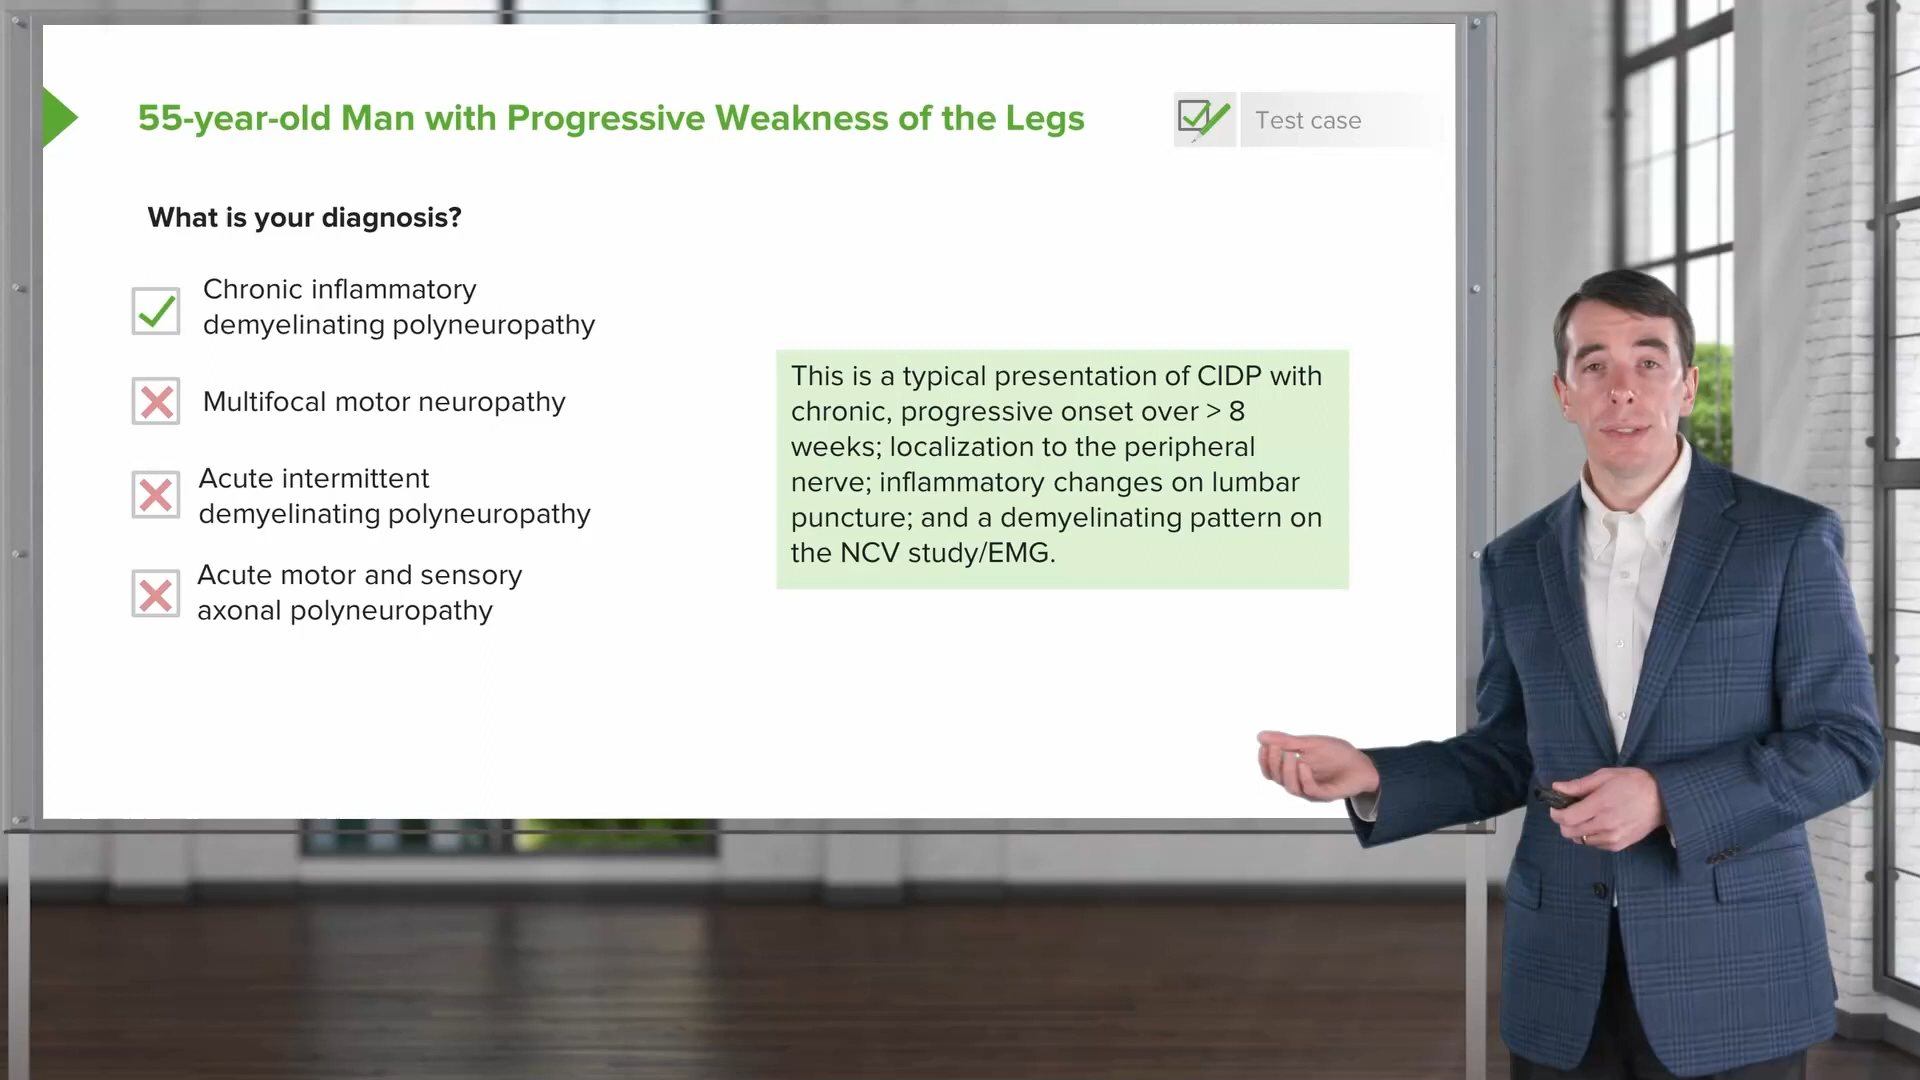 55-year-old Man with Progressive Weakness of the Legs
Test case
What is your diagnosis?
Chronic inflammatory
demyelinating polyneuropathy
Multifocal motor neuropathy
Acute intermittent
demyelinating polyneuropathy
Acute motor and sensory
axonal polyneuropathy
This is a typical presentation of CIDP with
chronic, progressive onset over > 8
weeks; localization to the peripheral
nerve; inflammatory changes on lumbar
puncture; and a demyelinating pattern on
the NCV study/EMG.